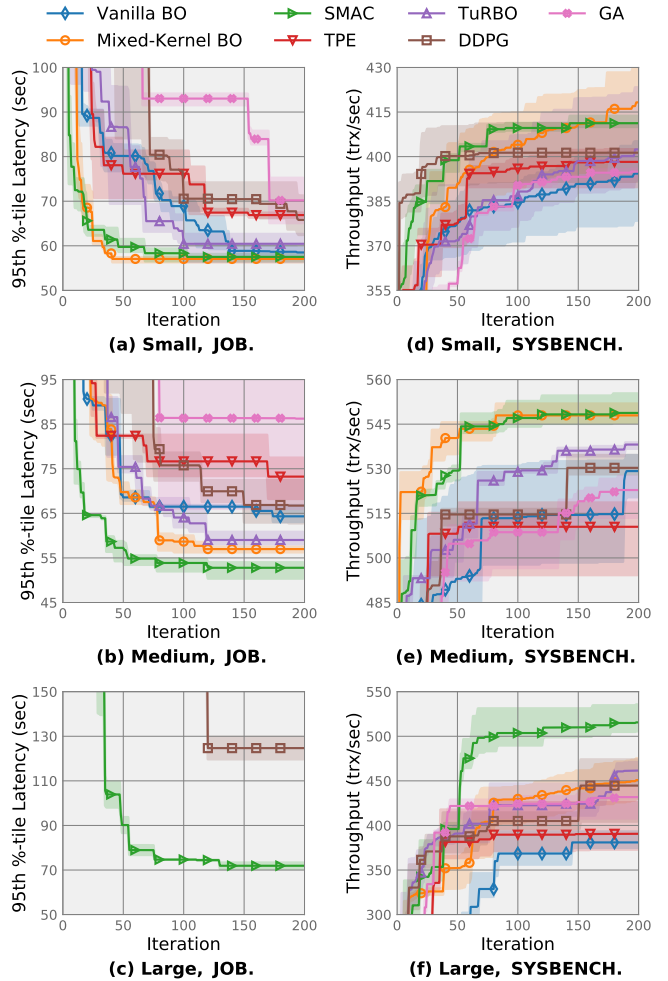 Vanilla BO SMAC TuRBO GA
Mixed-Kernel BO TPE DDPG
95th %-tile Latency (sec)
100
90
80
70
60
50
0 50 100 150 200
Iteration
(a) Small, JOB.
Throughput (trx/sec)
430
415
400
385
370
355
0 50 100 150 200
Iteration
(d) Small, SYSBENCH.
95th %-tile Latency (sec)
95
85
75
65
55
45
0 50 100 150 200
Iteration
(b) Medium, JOB.
Throughput (trx/sec)
560
545
530
515
500
485
0 50 100 150 200
Iteration
(e) Medium, SYSBENCH.
95th %-tile Latency (sec)
150
130
110
90
70
50
0 50 100 150 200
Iteration
(c) Large, JOB.
Throughput (trx/sec)
550
500
450
400
350
300
0 50 100 150 200
Iteration
(f) Large, SYSBENCH.